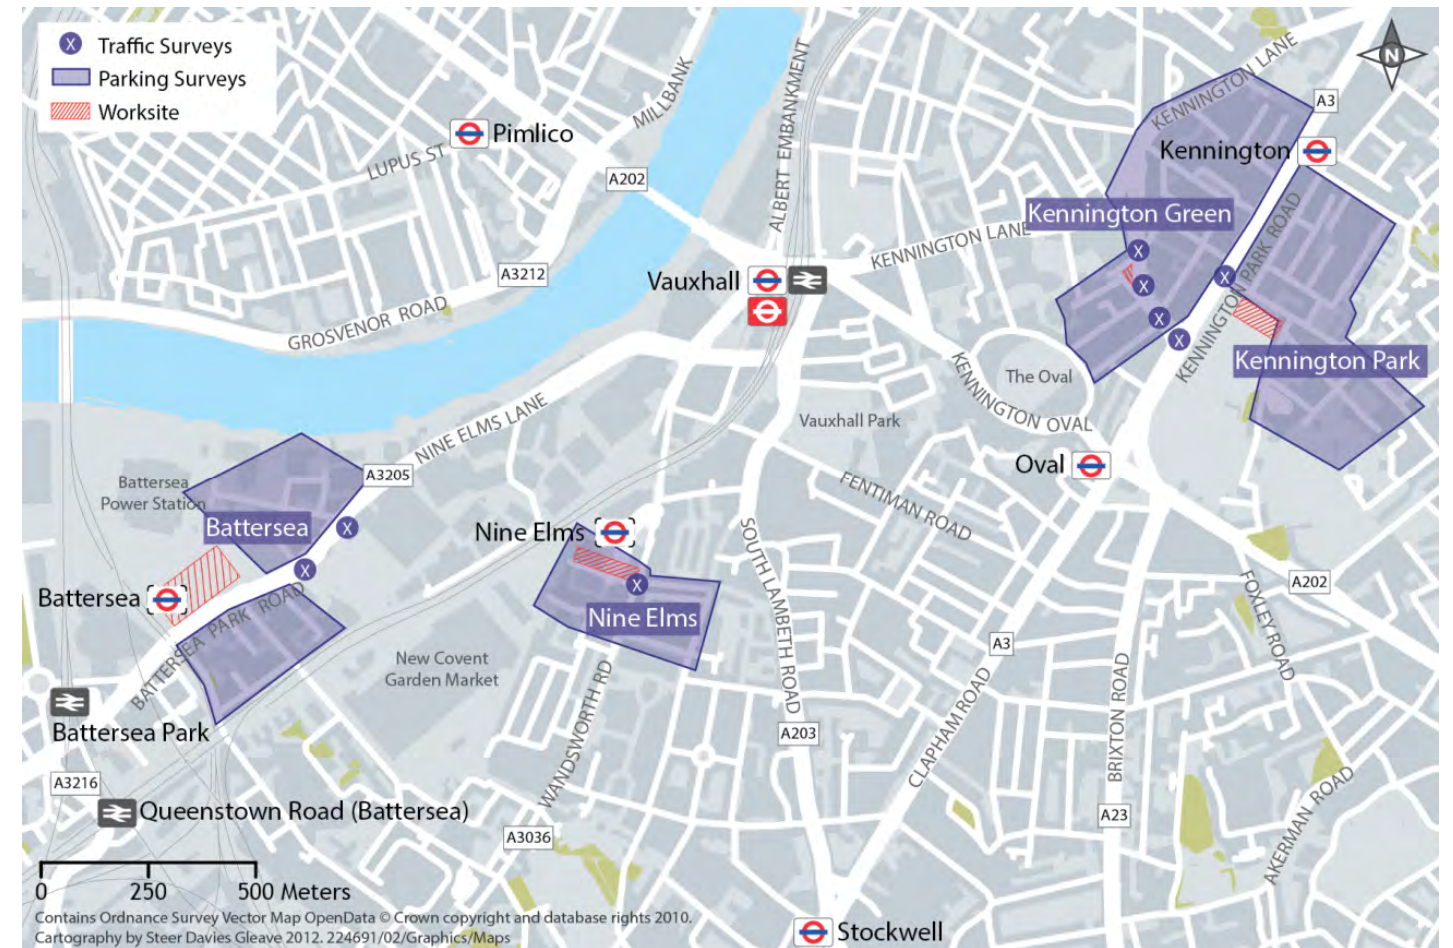 X Traffic Surveys
Parking Surveys
Worksite
N
MILLBANK
ALBERT EMBANKMENT
KENNINGTON LANE
A3
Pimlico
LUPUS ST
A202
Kennington
Kennington Green
KENNINGTON LANE
KENNINGTON PARK ROAD
X
X
X
X
X
A3212
Vauxhall
GROSVENOR ROAD
KENNINGTON PARK ROAD
Kennington Park
The Oval
KENNINGTON OVAL
Vauxhall Park
NINE ELMS LANE
A3205
Oval
Battersea
Power Station
Battersea
X
X
FENTIMAN ROAD
Nine Elms
X
Nine Elms
SOUTH LAMBETH ROAD
A202
FOXLEY ROAD
Battersea
BATTERSEA PARK ROAD
A3
New Covent
Garden Market
WANDSWORTH RD
CLAPHAM ROAD
BRIXTON ROAD
Battersea Park
A203
A3216
Queenstown Road (Battersea)
A3036
A23
AKERMAN ROAD
0 250 500 Meters
Contains Ordnance Survey Vector Map OpenData © Crown copyright and database rights 2010.
Cartography by Steer Davies Gleave 2012. 224691/02/Graphics/Maps
Stockwell